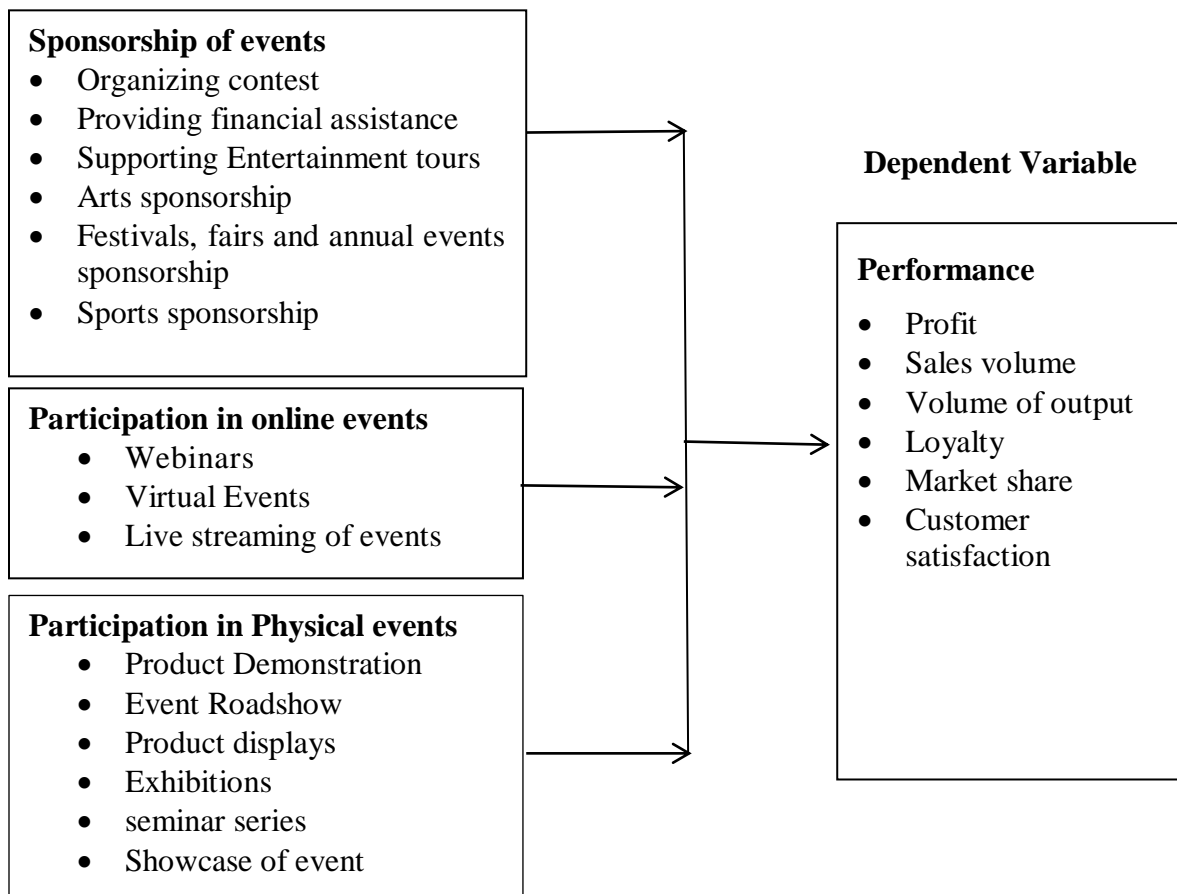 Sponsorship of events
• Organizing contest
• Providing financial assistance
• Supporting Entertainment tours
• Arts sponsorship
• Festivals, fairs and annual events
sponsorship
• Sports sponsorship
Participation in online events
• Webinars
• Virtual Events
• Live streaming of events
Participation in Physical events
• Product Demonstration
• Event Roadshow
• Product displays
• Exhibitions
• seminar series
• Showcase of event
Dependent Variable
Performance
• Profit
• Sales volume
• Volume of output
• Loyalty
• Market share
• Customer
satisfaction